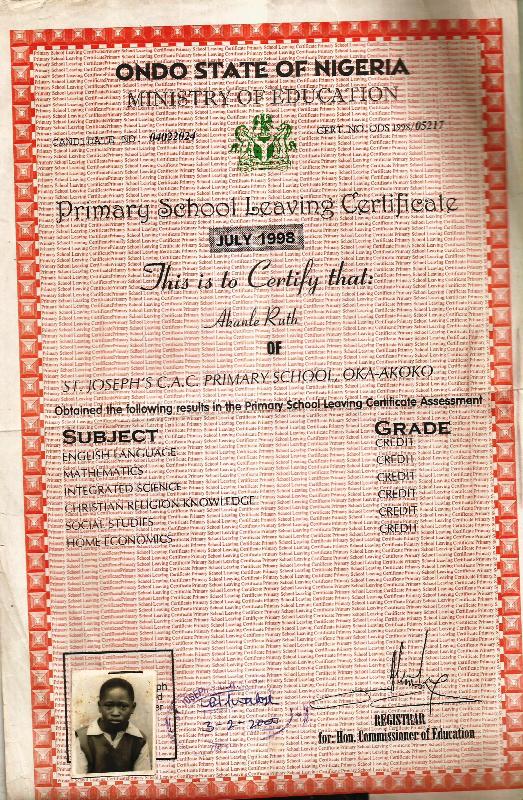 ONDO STATE OF NIGERIA
MINISTRY OF EDUCATION
CANDIDATE NO. 04022024
CERT. NO. ODS 1998/05217
Primary School Leaving Certificate
JULY 1998
This is to Certify that:
Akunle Ruth
OF
ST. JOSEPH'S C.A.C. PRIMARY SCHOOL, OKA-AKOKO
Obtained the following results in the Primary School Leaving Certificate Assessment
SUBJECT GRADE
ENGLISH LANGUAGE CREDIT
MATHEMATICS CREDIT
INTEGRATED SCIENCE CREDIT
CHRISTIAN RELIGION KNOWLEDGE CREDIT
SOCIAL STUDIES CREDIT
HOME ECONOMICS CREDIT
3-2-2000
REGISTRAR
for: Hon. Commissioner of Education